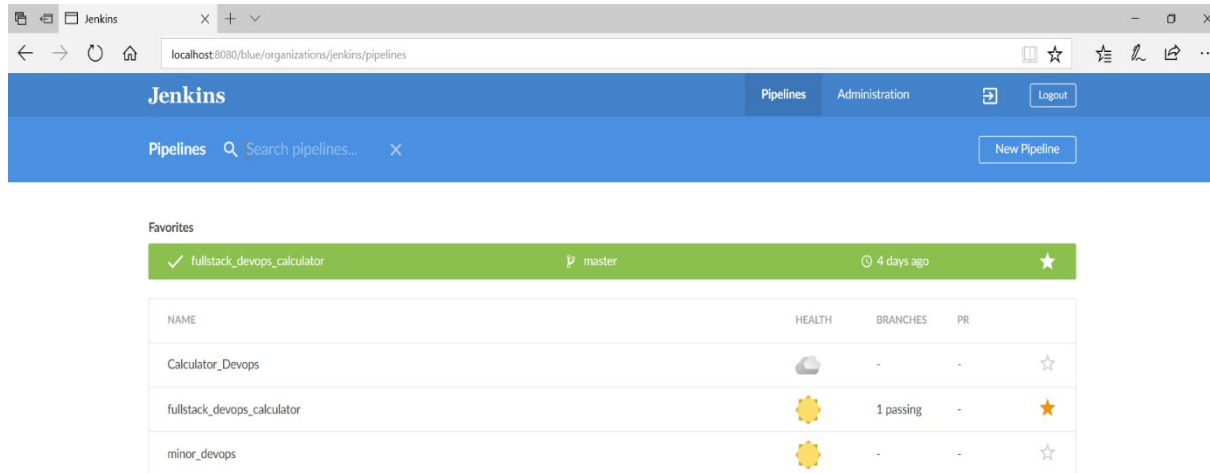 Jenkins
localhost:8080/blue/organizations/jenkins/pipelines
Jenkins Pipelines Administration Logout
Pipelines Search pipelines... New Pipeline
Favorites
fullstack_devops_calculator master 4 days ago
NAME HEALTH BRANCHES PR
Calculator_Devops - -
fullstack_devops_calculator 1 passing -
minor_devops - -